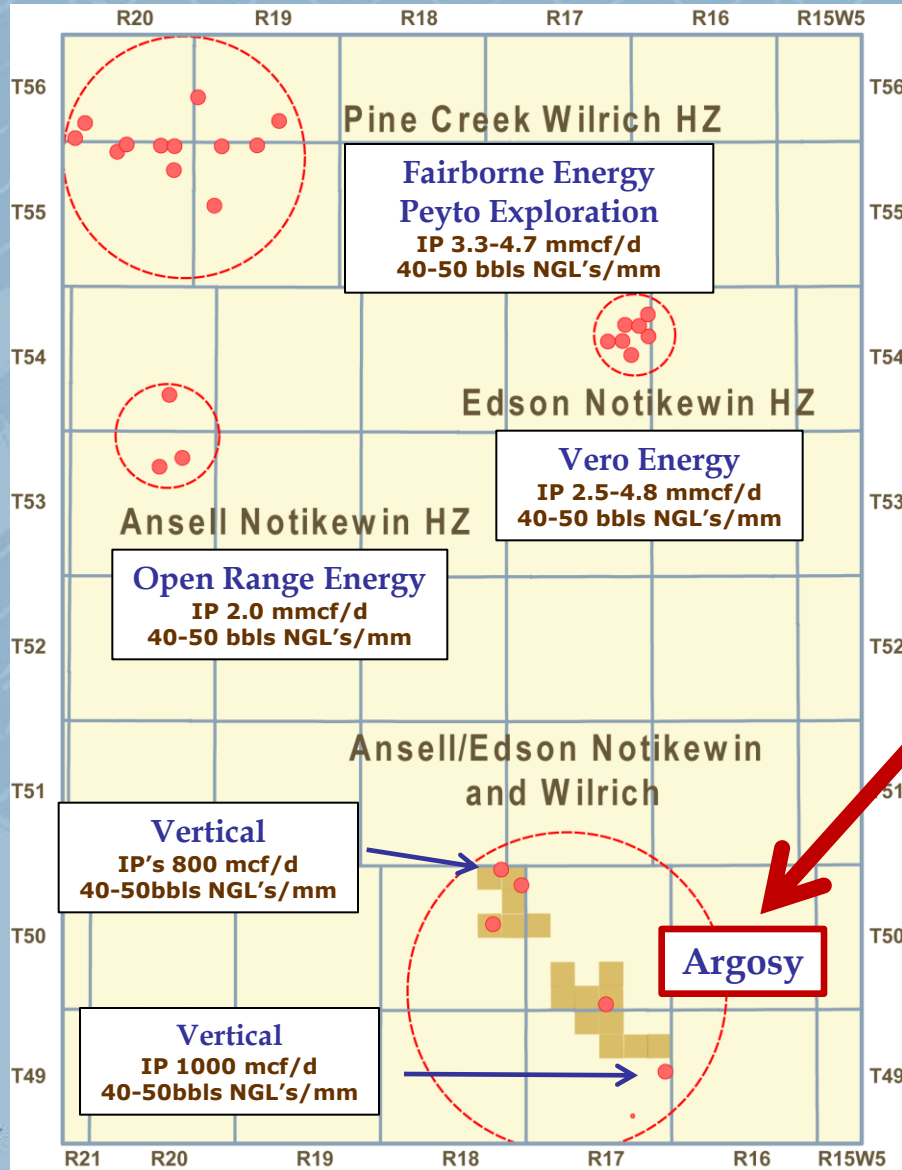 R20 R19 R18 R17 R16 R15W5
T56 T56
Pine Creek Wilrich HZ
Fairborne Energy
Peyto Exploration
IP 3.3-4.7 mmcf/d
40-50 bbls NGL's/mm
T55 T55
T54 T54
Edson Notikewin HZ
Vero Energy
IP 2.5-4.8 mmcf/d
40-50 bbls NGL's/mm
T53 T53
Ansell Notikewin HZ
Open Range Energy
IP 2.0 mmcf/d
40-50 bbls NGL's/mm
T52 T52
Ansell/Edson Notikewin
and Wilrich
T51 T51
Vertical
IP's 800 mcf/d
40-50bbls NGL's/mm
T50 T50
Argosy
Vertical
IP 1000 mcf/d
40-50bbls NGL's/mm
T49 T49
R21 R20 R19 R18 R17 R16 R15W5